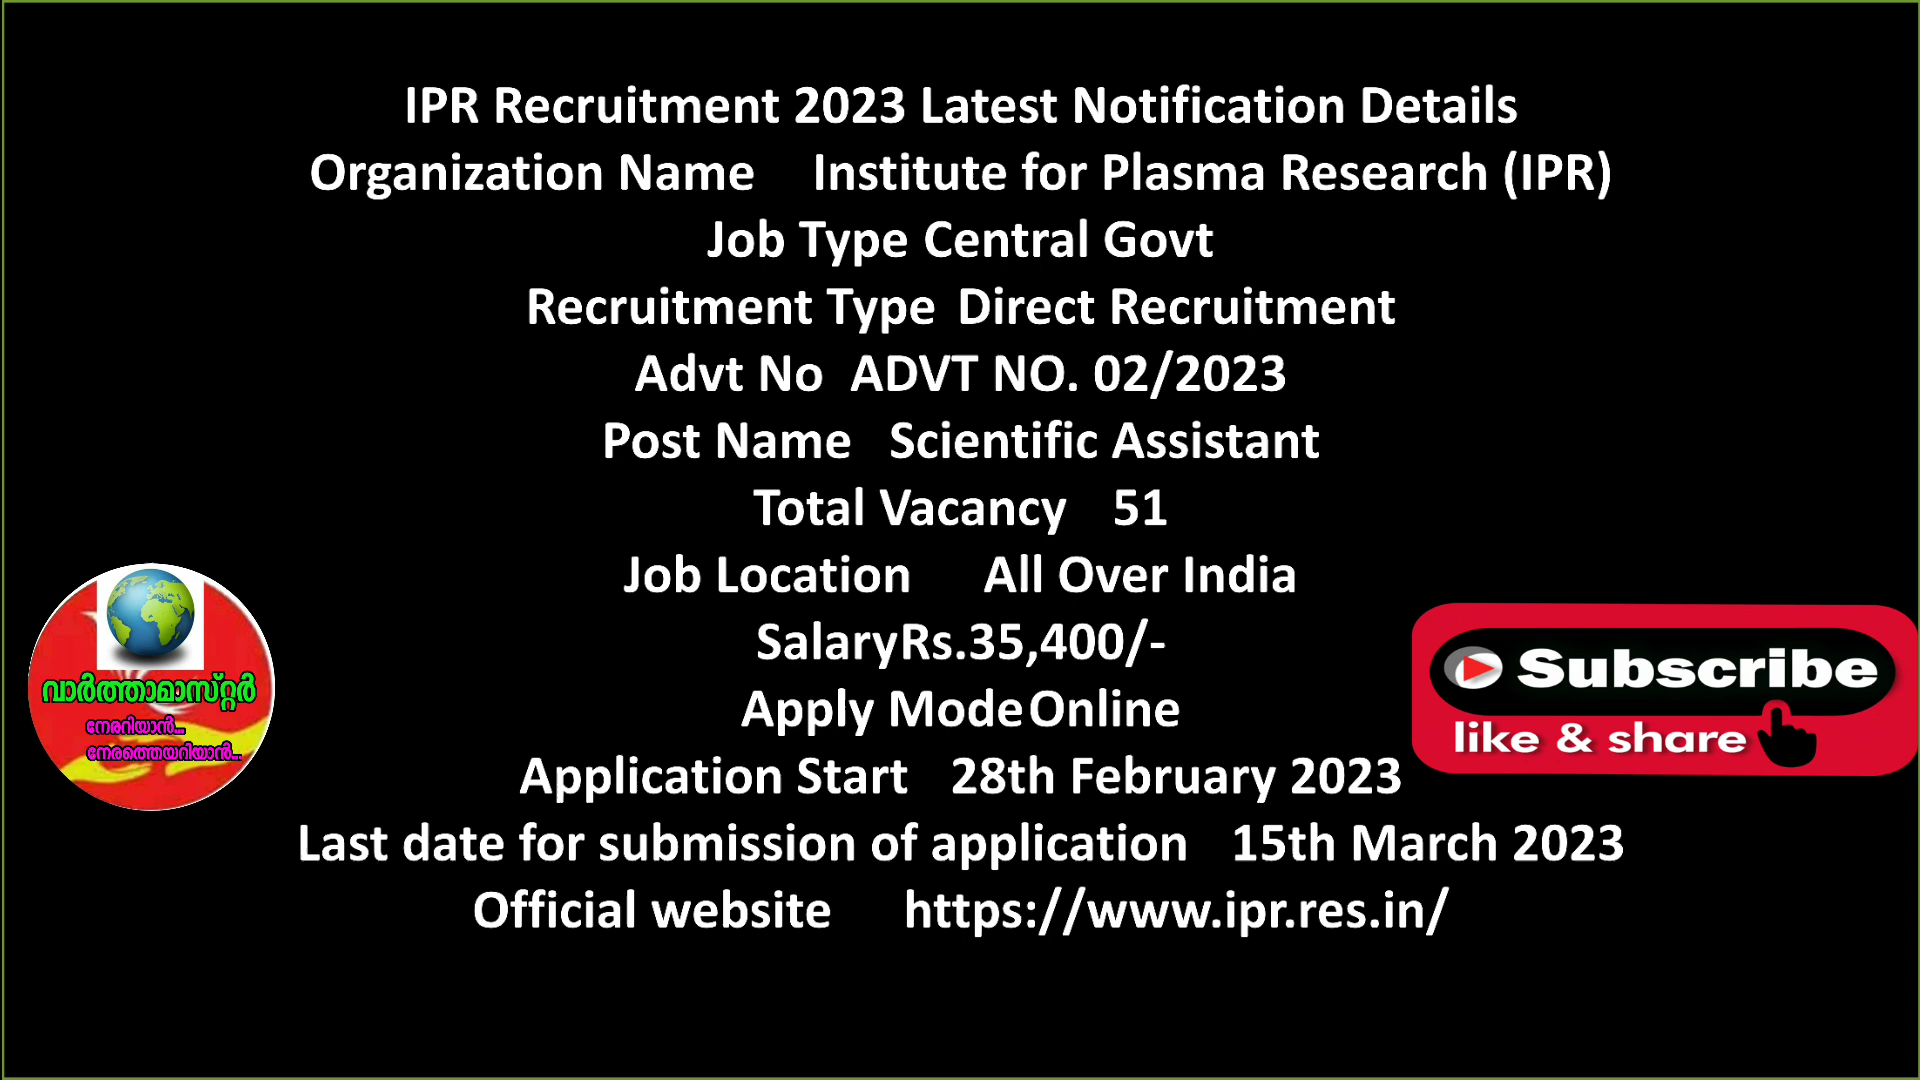 IPR Recruitment 2023 Latest Notification Details
Organization Name Institute for Plasma Research (IPR)
Job Type Central Govt
Recruitment Type Direct Recruitment
Advt No ADVT NO. 02/2023
Post Name Scientific Assistant
Total Vacancy 51
Job Location All Over India
SalaryRs.35,400/-
Apply Mode Online
Application Start 28th February 2023
Last date for submission of application 15th March 2023
Official website https://www.ipr.res.in/
വാർത്താമാസ്റ്റർ
നേരറിയാൻ...
നേരത്തെയറിയാൻ...
Subscribe
like & share